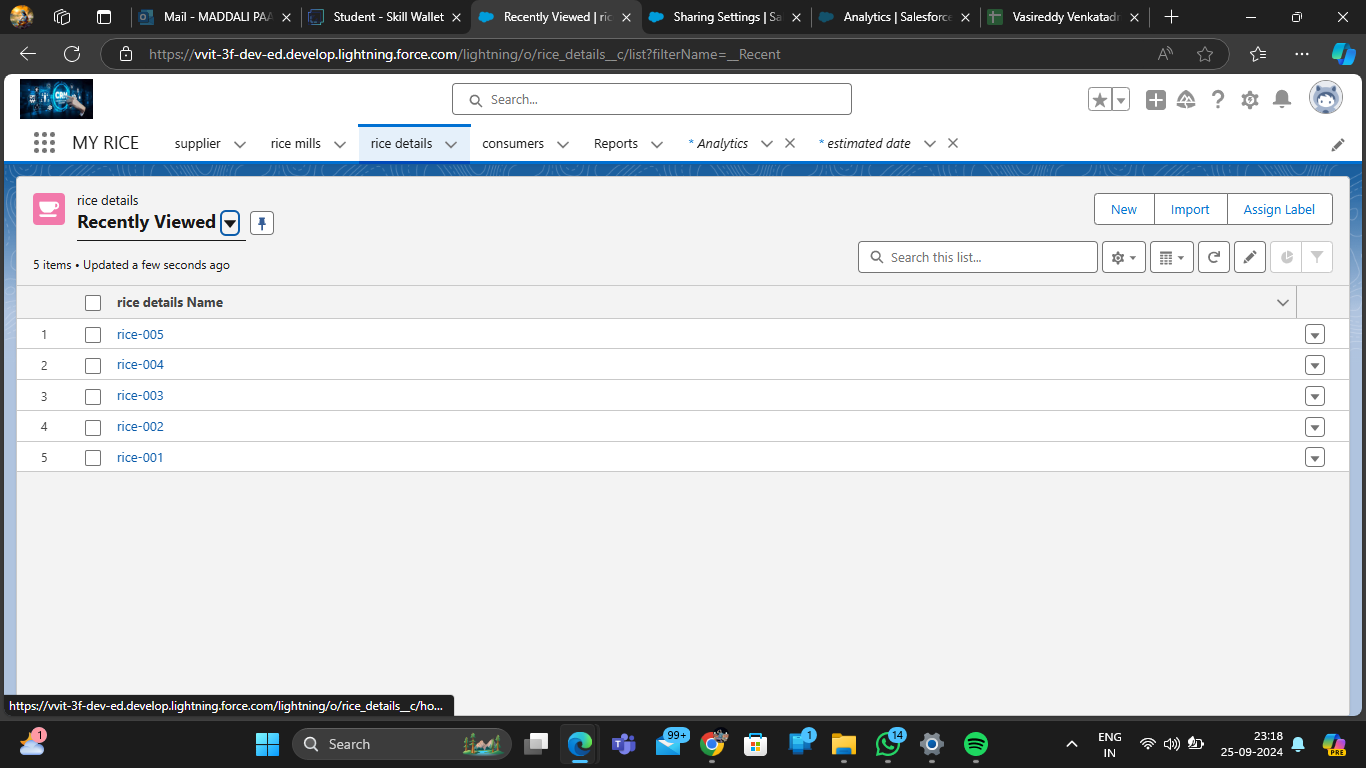 Mail - MADDALI PAA
Student - Skill Wallet
Recently Viewed | ric
Sharing Settings | Sa
Analytics | Salesforce
Vasireddy Venkatadr
https://vvit-3f-dev-ed.develop.lightning.force.com/lightning/o/rice_details__c/list?filterName=__Recent
CRM
Search...
MY RICE
supplier
rice mills
rice details
consumers
Reports
* Analytics
* estimated date
rice details
Recently Viewed
New
Import
Assign Label
5 items • Updated a few seconds ago
Search this list...
rice details Name
1 rice-005
2 rice-004
3 rice-003
4 rice-002
5 rice-001
https://vvit-3f-dev-ed.develop.lightning.force.com/lightning/o/rice_details__c/ho...
1
Search
99+
1
14
ENG
IN
23:18
25-09-2024
PRE